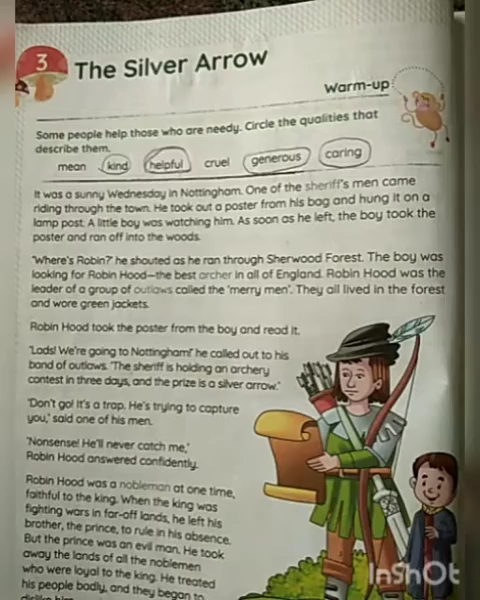 3
The Silver Arrow
Warm-up
Some people help those who are needy. Circle the qualities that
describe them.
mean kind helpful cruel generous caring
It was a sunny Wednesday in Nottingham. One of the sheriff's men came
riding through the town. He took out a poster from his bag and hung it on a
lamp post. A little boy was watching him. As soon as he left, the boy took the
poster and ran off into the woods.
'Where's Robin?' he shouted as he ran through Sherwood Forest. The boy was
looking for Robin Hood—the best archer in all of England. Robin Hood was the
leader of a group of outlaws called the 'merry men'. They all lived in the forest
and wore green jackets.
Robin Hood took the poster from the boy and read it.
'Lads! We're going to Nottingham!' he called out to his
band of outlaws. 'The sheriff is holding an archery
contest in three days, and the prize is a silver arrow.'
'Don't go! It's a trap. He's trying to capture
you,' said one of his men.
'Nonsense! He'll never catch me,'
Robin Hood answered confidently.
Robin Hood was a nobleman at one time,
faithful to the king. When the king was
fighting wars in far-off lands, he left his
brother, the prince, to rule in his absence.
But the prince was an evil man. He took
away the lands of all the noblemen
who were loyal to the king. He treated
his people badly, and they began to
dislike him
InShOt